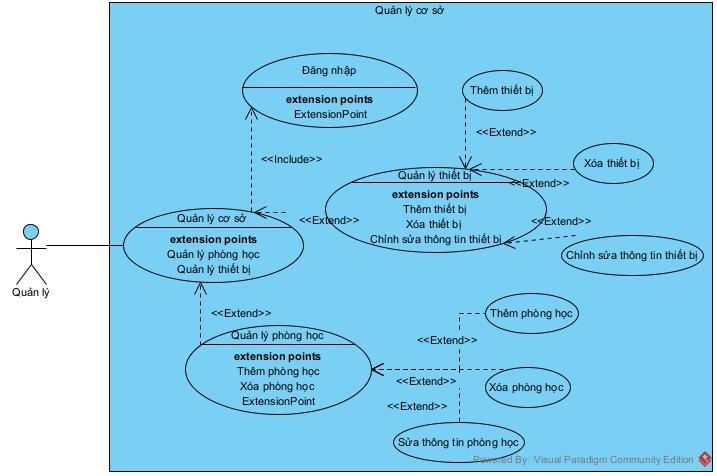 Quản lý cơ sở
Đăng nhập
extension points
ExtensionPoint
Thêm thiết bị
<<Extend>>
<<Include>>
Xóa thiết bị
Quản lý thiết bị
<<Extend>>
extension points
Thêm thiết bị
Xóa thiết bị
Chỉnh sửa thông tin thiết bị
<<Extend>>
<<Extend>>
Chỉnh sửa thông tin thiết bị
Quản lý cơ sở
extension points
Quản lý phòng học
Quản lý thiết bị
Quản lý
<<Extend>>
Thêm phòng học
Quản lý phòng học
extension points
Thêm phòng học
Xóa phòng học
ExtensionPoint
<<Extend>>
<<Extend>>
Xóa phòng học
<<Extend>>
Sửa thông tin phòng học
Powered By: Visual Paradigm Community Edition